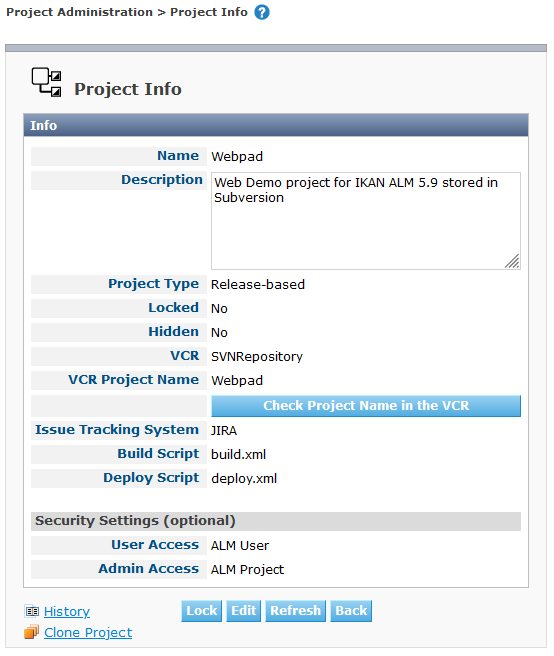 Project Administration > Project Info ?
Project Info
Info
Name Webpad
Description Web Demo project for IKAN ALM 5.9 stored in
Subversion
Project Type Release-based
Locked No
Hidden No
VCR SVNRepository
VCR Project Name Webpad
Check Project Name in the VCR
Issue Tracking System JIRA
Build Script build.xml
Deploy Script deploy.xml
Security Settings (optional)
User Access ALM User
Admin Access ALM Project
History Lock Edit Refresh Back
Clone Project